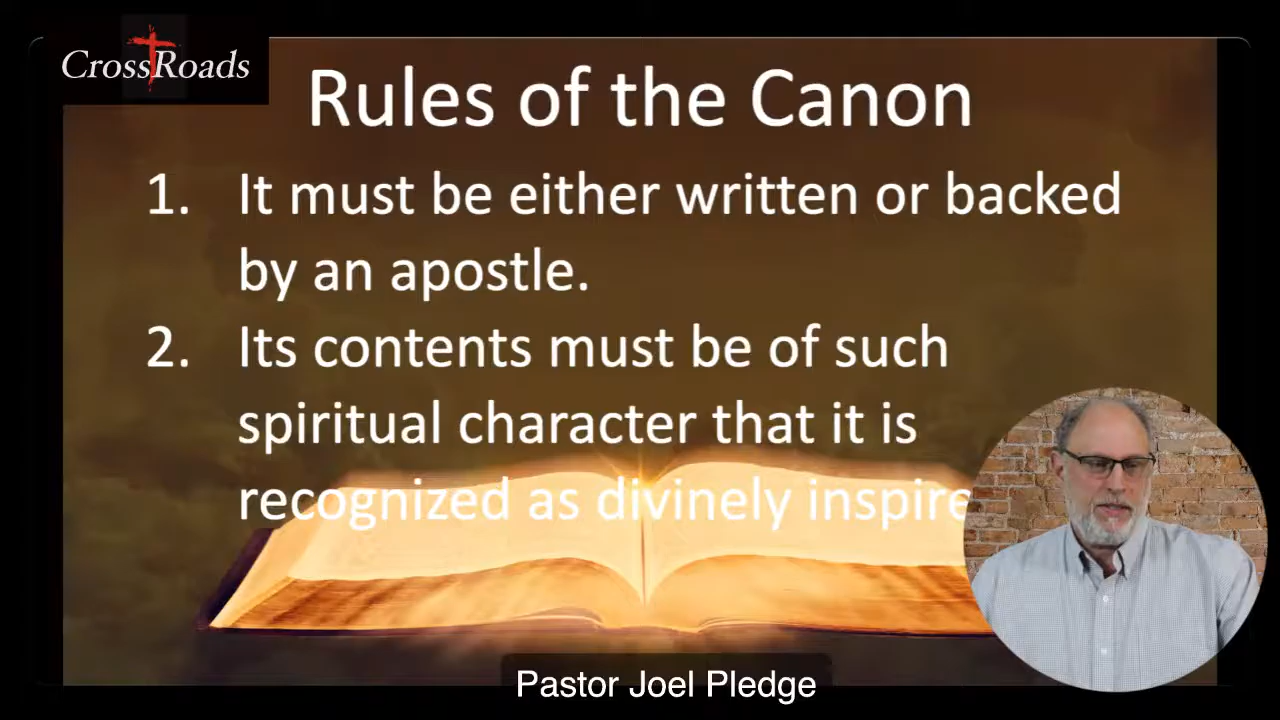 CrossRoads
Rules of the Canon
1. It must be either written or backed
by an apostle.
2. Its contents must be of such
spiritual character that it is
recognized as divinely inspire
Pastor Joel Pledge